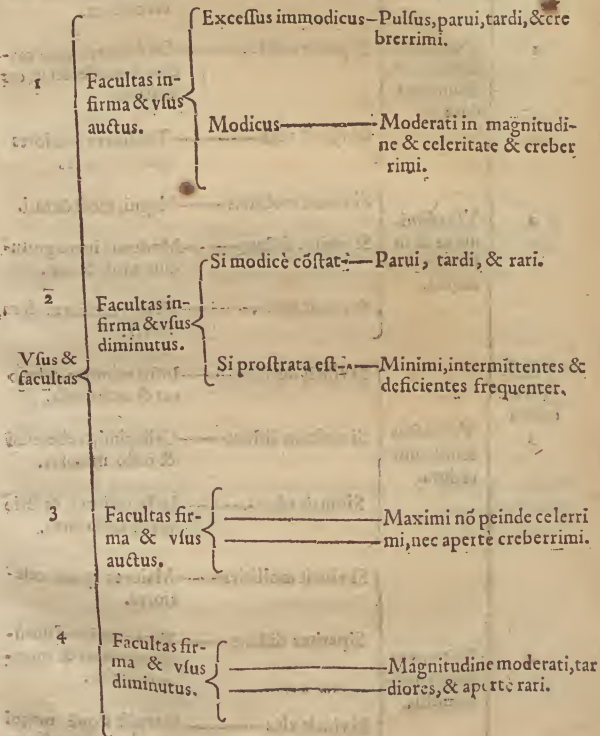 Excessus immodicus—Pulsus, parui, tardi, & cre
brerrimi.
1
Facultas in-
firma & vsus
auctus.
Modicus— Moderati in magnitudi-
ne & celeritate & creber
rimi.
Si modicè cõstat— Parui, tardi, & rari.
2
Facultas in-
firma & vsus
diminutus.
Vsus &
facultas
Si prostrata est— Minimi, intermittentes &
deficientes frequenter.
3
Facultas fir-
ma & vsus
auctus.
Maximi nõ peinde celerri
mi, nec apertè creberrimi.
4
Facultas fir-
ma & vsus
diminutus.
Magnitudine moderati, tar
diores, & apertè rari.